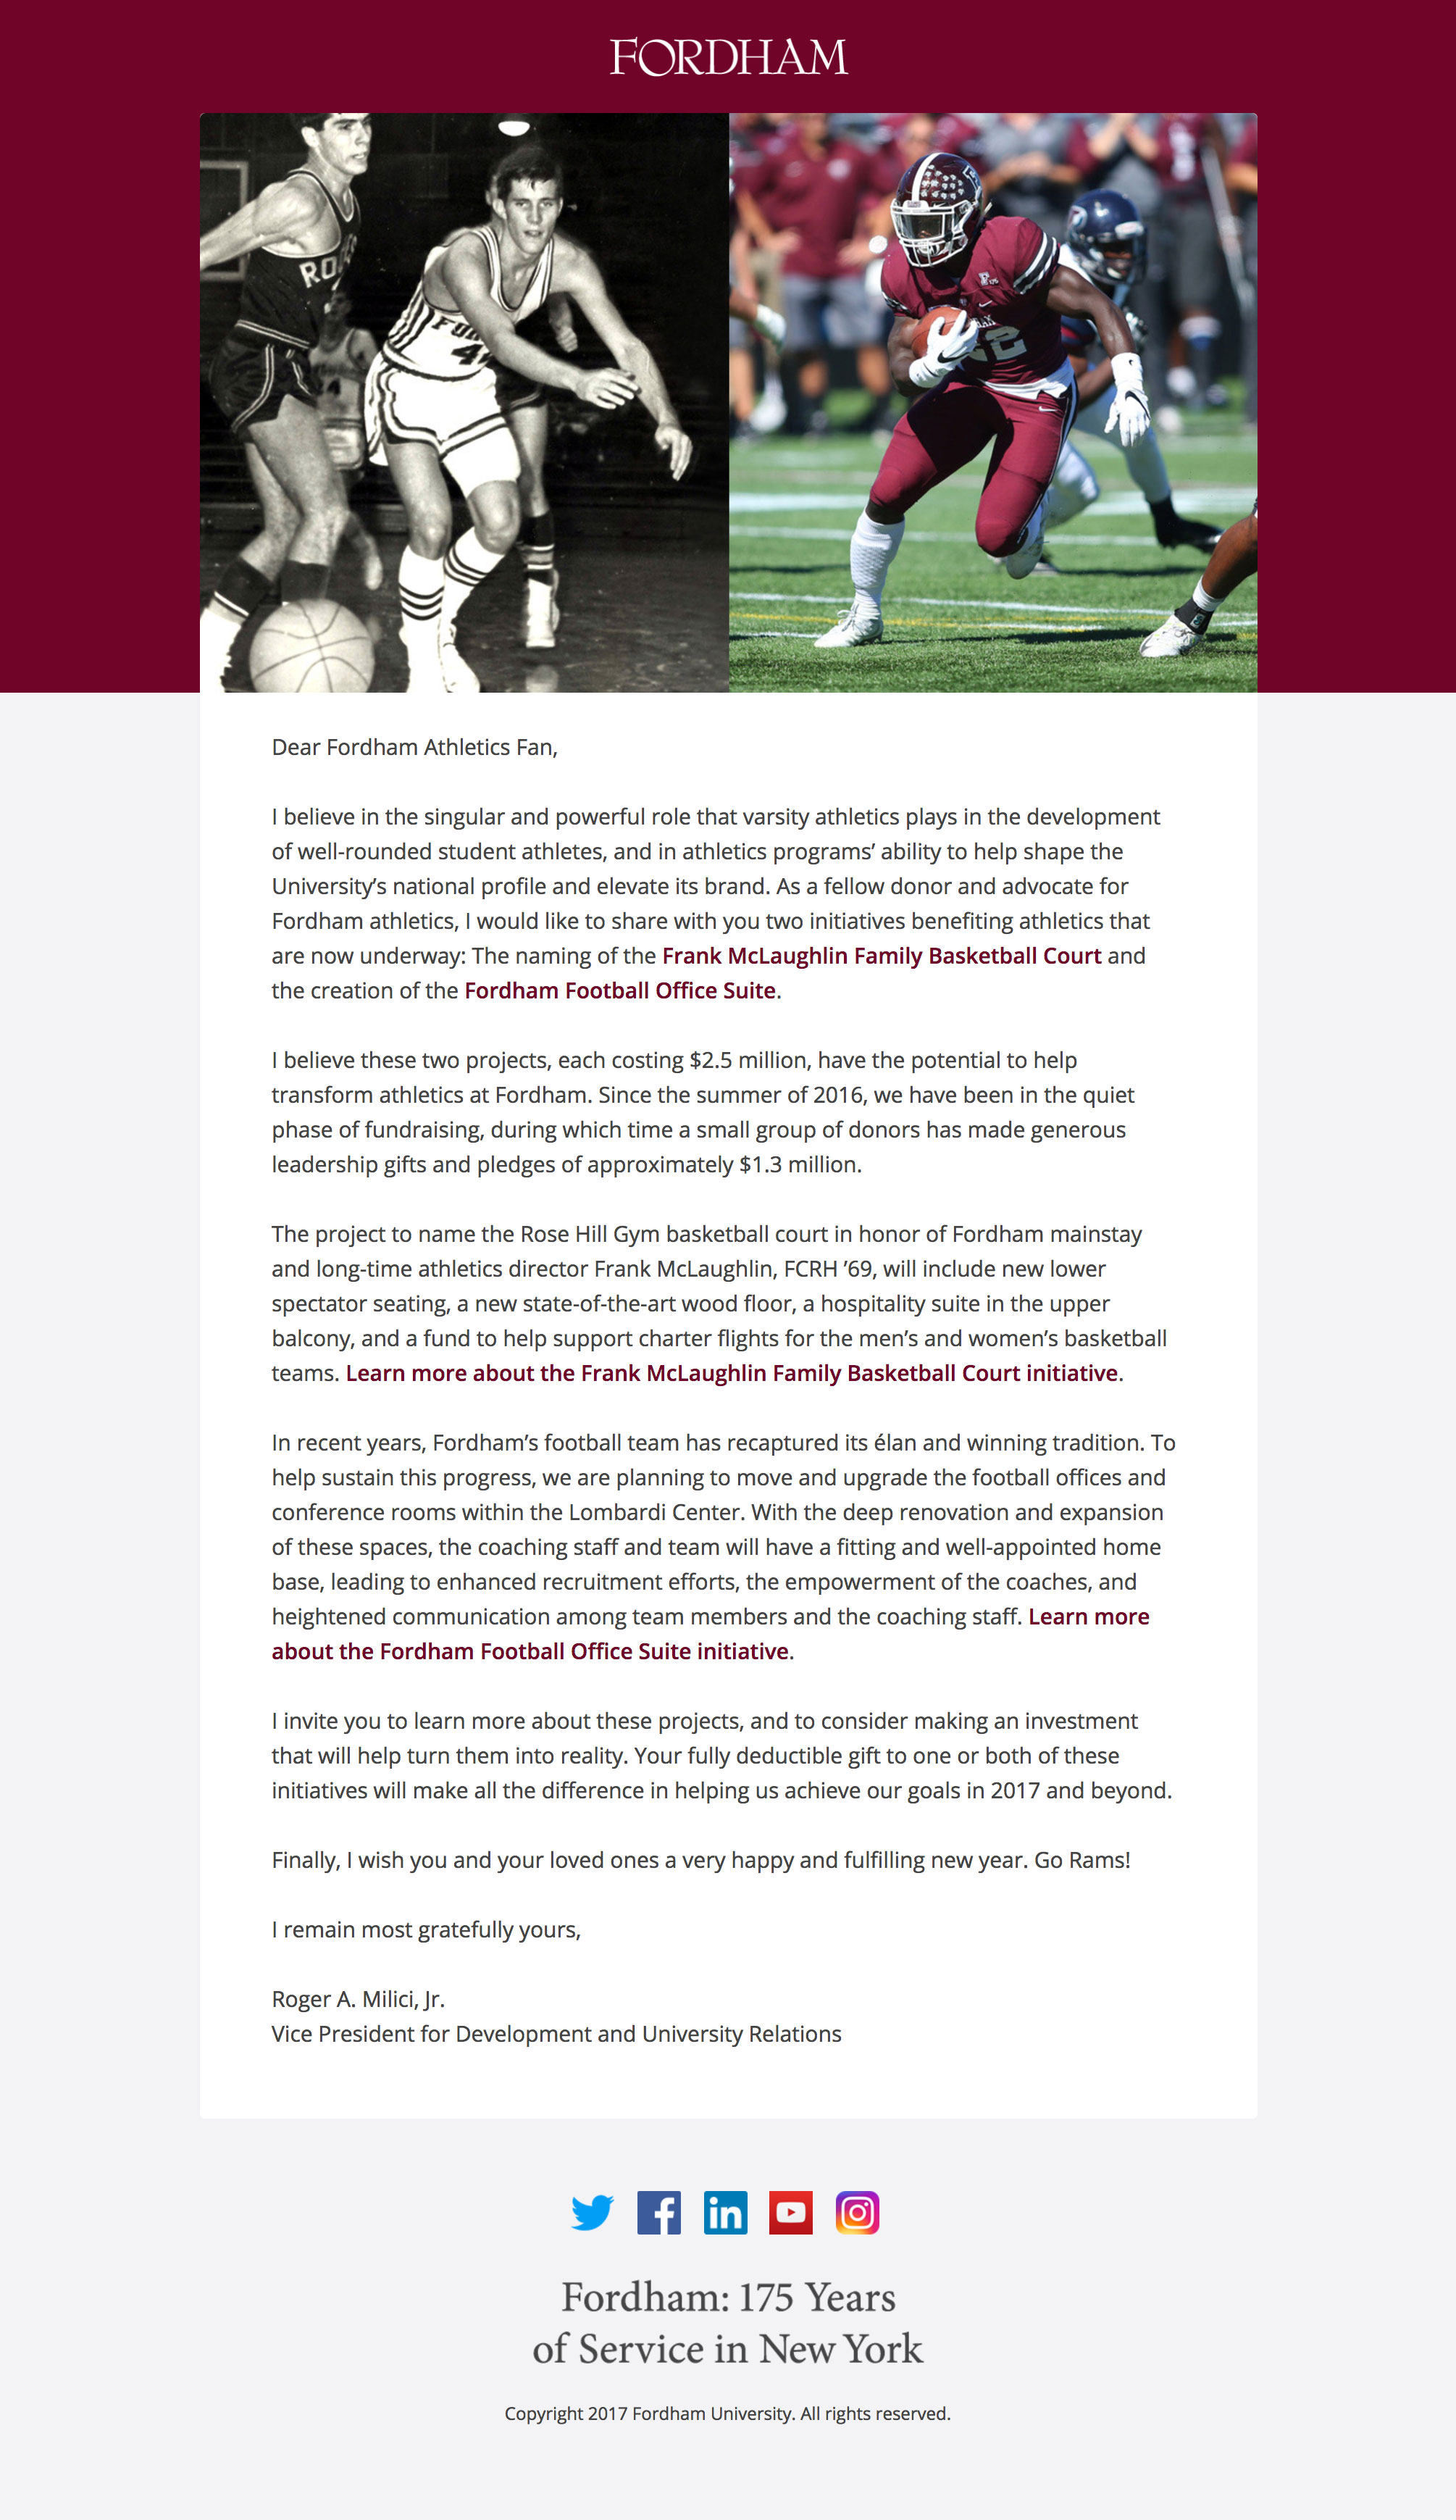 FORDHAM
RO
FOR
4
22
Dear Fordham Athletics Fan,
I believe in the singular and powerful role that varsity athletics plays in the development
of well-rounded student athletes, and in athletics programs’ ability to help shape the
University’s national profile and elevate its brand. As a fellow donor and advocate for
Fordham athletics, I would like to share with you two initiatives benefiting athletics that
are now underway: The naming of the Frank McLaughlin Family Basketball Court and
the creation of the Fordham Football Office Suite.
I believe these two projects, each costing $2.5 million, have the potential to help
transform athletics at Fordham. Since the summer of 2016, we have been in the quiet
phase of fundraising, during which time a small group of donors has made generous
leadership gifts and pledges of approximately $1.3 million.
The project to name the Rose Hill Gym basketball court in honor of Fordham mainstay
and long-time athletics director Frank McLaughlin, FCRH ’69, will include new lower
spectator seating, a new state-of-the-art wood floor, a hospitality suite in the upper
balcony, and a fund to help support charter flights for the men’s and women’s basketball
teams. Learn more about the Frank McLaughlin Family Basketball Court initiative.
In recent years, Fordham’s football team has recaptured its élan and winning tradition. To
help sustain this progress, we are planning to move and upgrade the football offices and
conference rooms within the Lombardi Center. With the deep renovation and expansion
of these spaces, the coaching staff and team will have a fitting and well-appointed home
base, leading to enhanced recruitment efforts, the empowerment of the coaches, and
heightened communication among team members and the coaching staff. Learn more
about the Fordham Football Office Suite initiative.
I invite you to learn more about these projects, and to consider making an investment
that will help turn them into reality. Your fully deductible gift to one or both of these
initiatives will make all the difference in helping us achieve our goals in 2017 and beyond.
Finally, I wish you and your loved ones a very happy and fulfilling new year. Go Rams!
I remain most gratefully yours,
Roger A. Milici, Jr.
Vice President for Development and University Relations
Fordham: 175 Years
of Service in New York
Copyright 2017 Fordham University. All rights reserved.